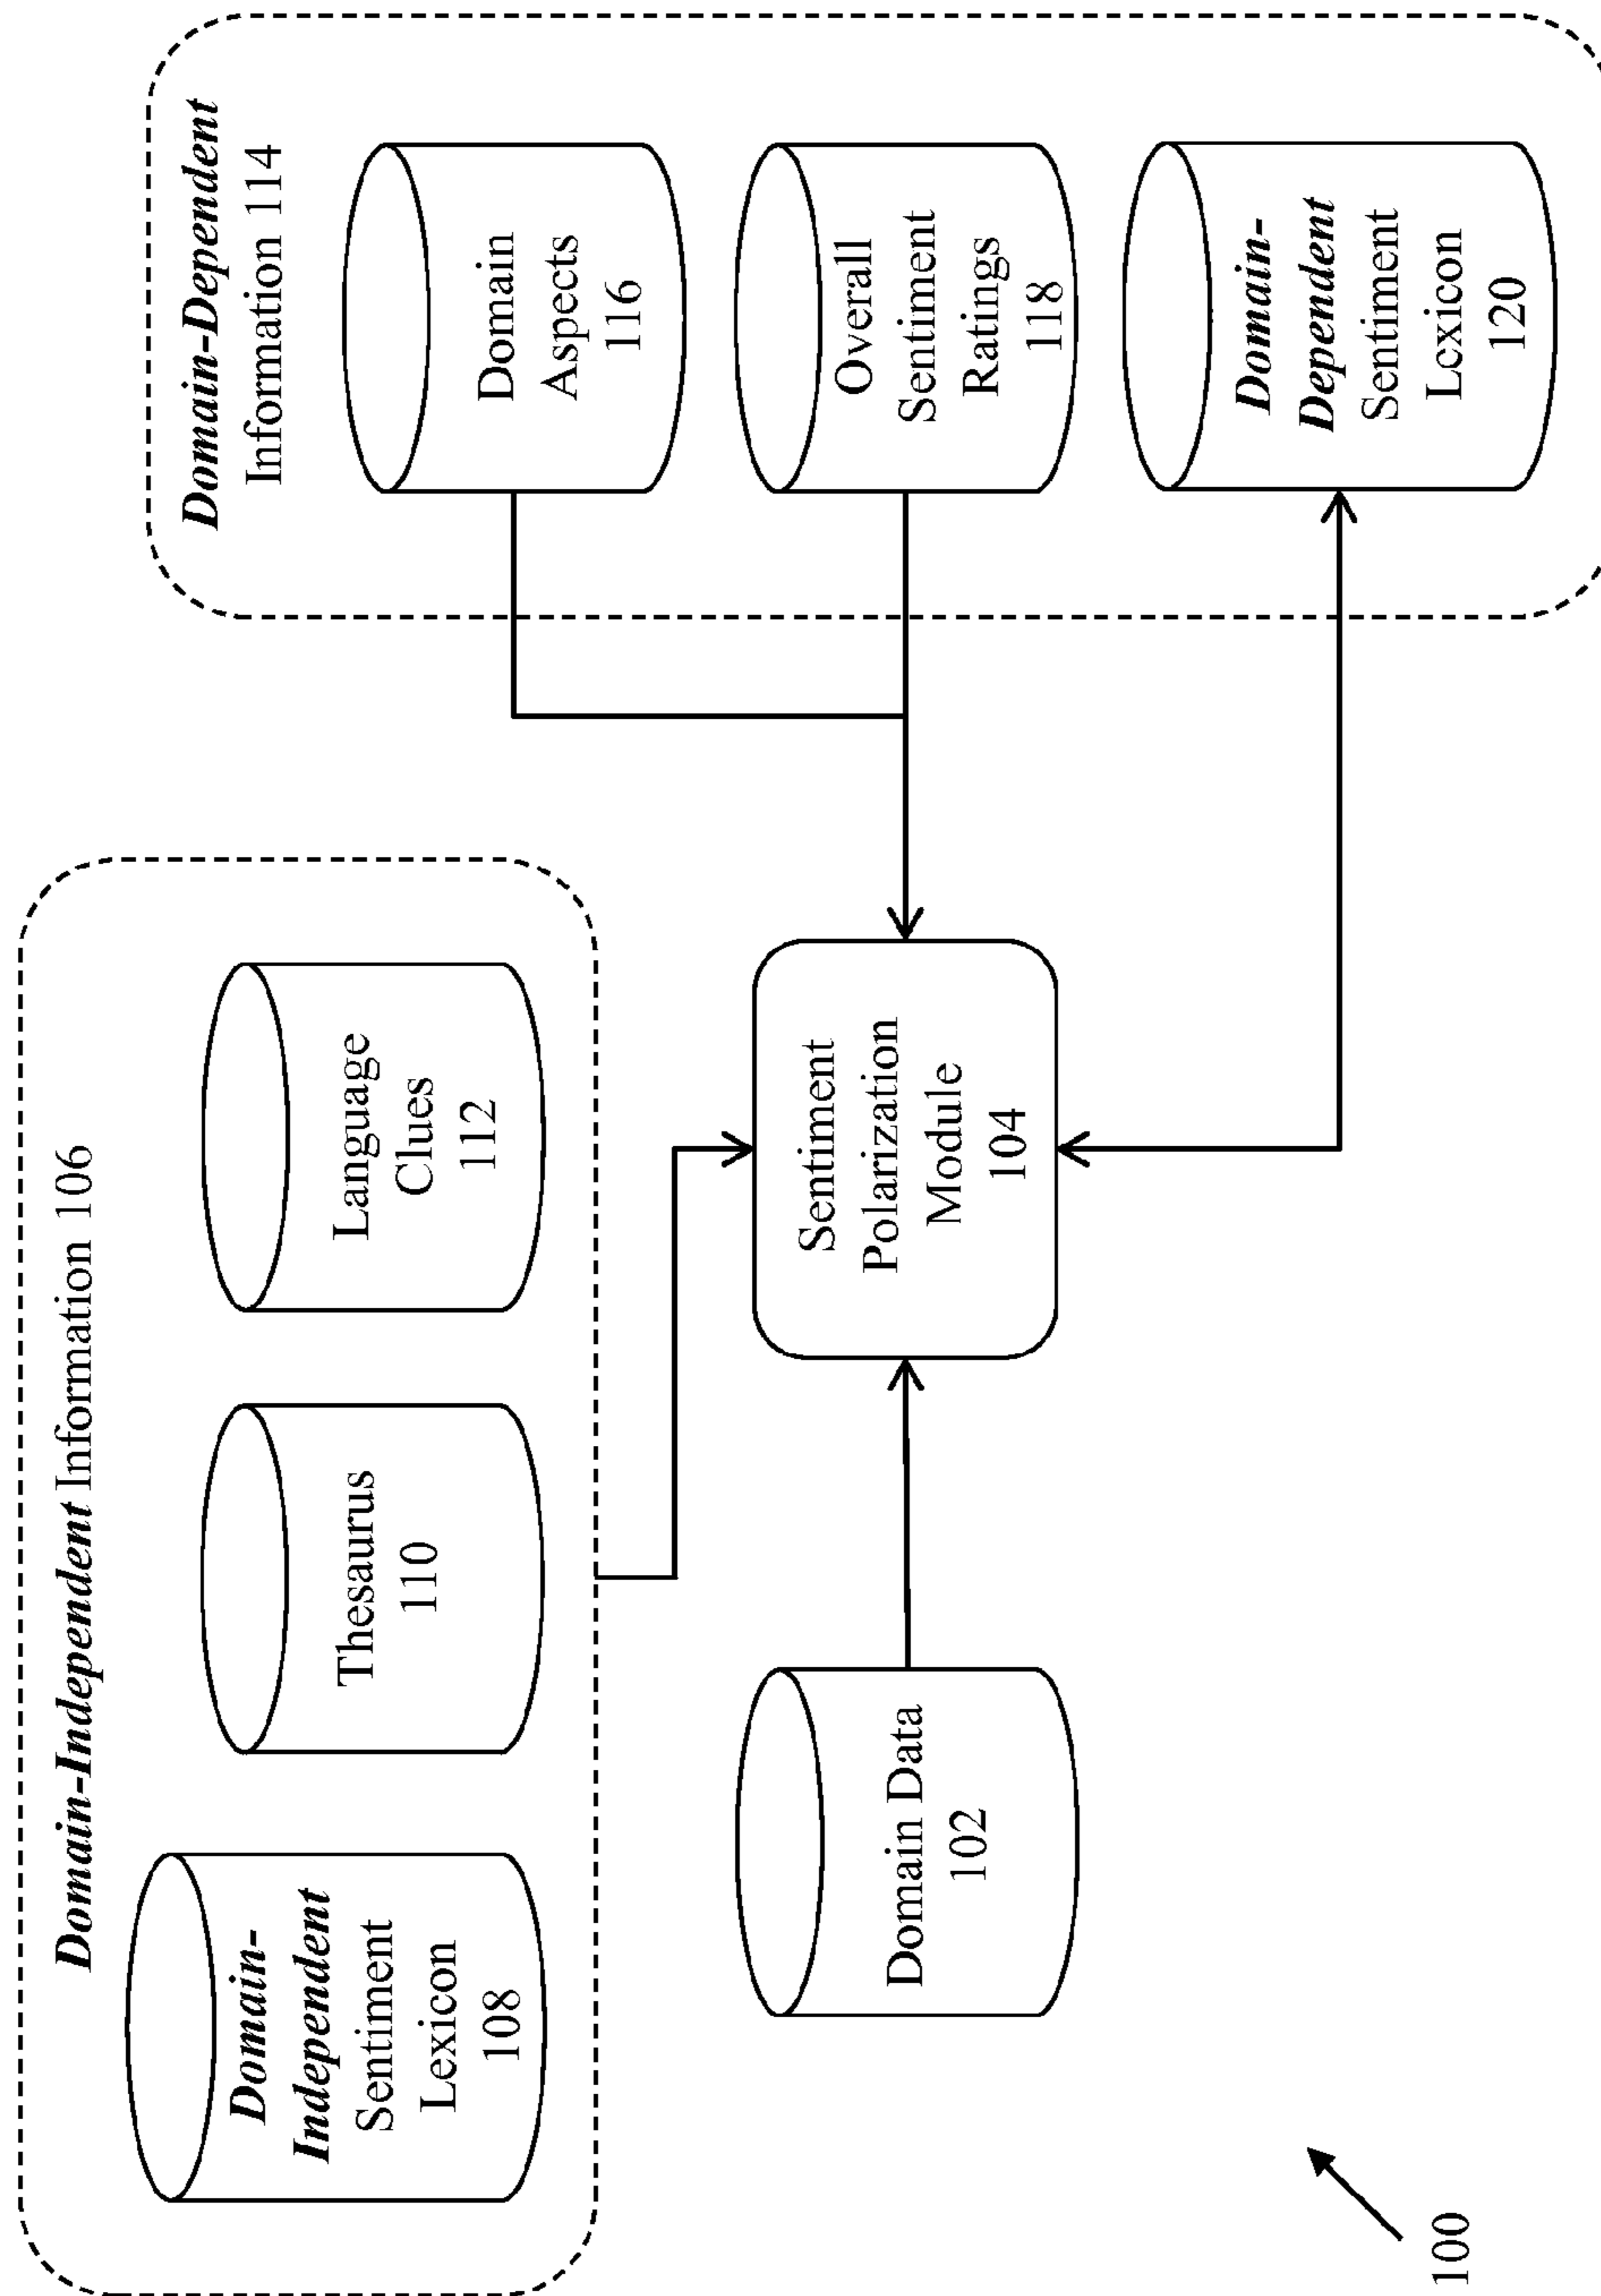 Domain-Independent Information 106
Domain-
Independent
Sentiment
Lexicon
108
Thesaurus
110
Language
Clues
112
Domain Data
102
Sentiment
Polarization
Module
104
Domain-Dependent
Information 114
Domain
Aspects
116
Overall
Sentiment
Ratings
118
Domain-
Dependent
Sentiment
Lexicon
120
100